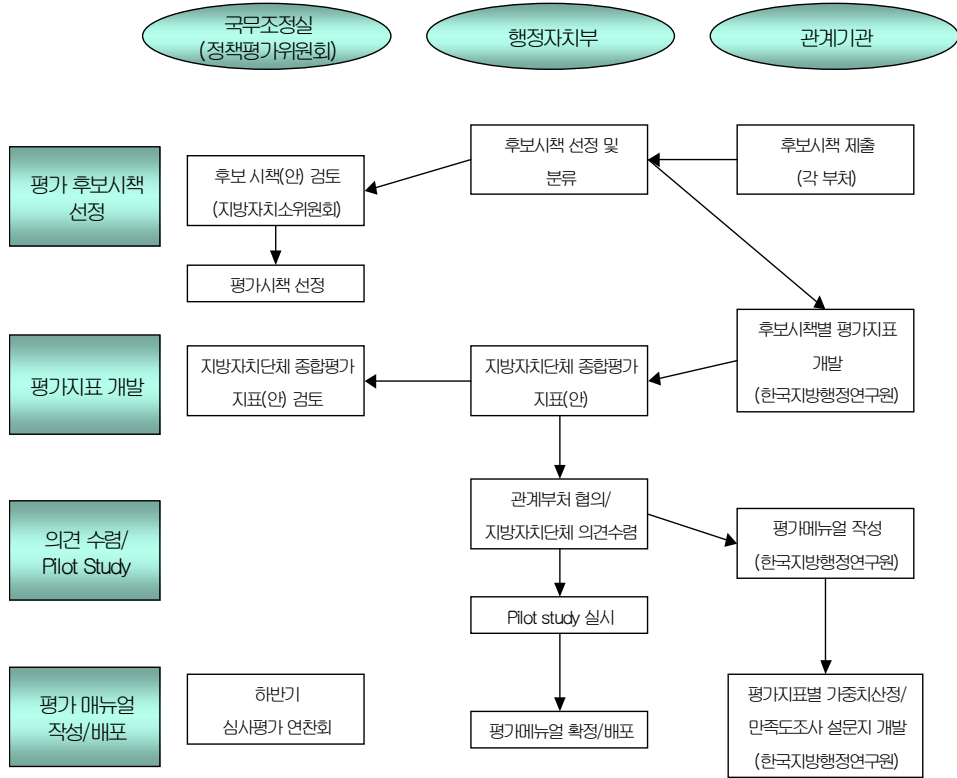 국무조정실
(정책평가위원회)
행정자치부
관계기관
평가 후보시책
선정
후보 시책(안) 검토
(지방자치소위원회)
후보시책 선정 및
분류
후보시책 제출
(각 부처)
평가시책 선정
평가지표 개발
지방자치단체 종합평가
지표(안) 검토
지방자치단체 종합평가
지표(안)
후보시책별 평가지표
개발
(한국지방행정연구원)
의견 수렴/
Pilot Study
관계부처 협의/
지방자치단체 의견수렴
평가메뉴얼 작성
(한국지방행정연구원)
Pilot study 실시
평가 매뉴얼
작성/배포
하반기
심사평가 연찬회
평가메뉴얼 확정/배포
평가지표별 가중치산정/
만족도조사 설문지 개발
(한국지방행정연구원)